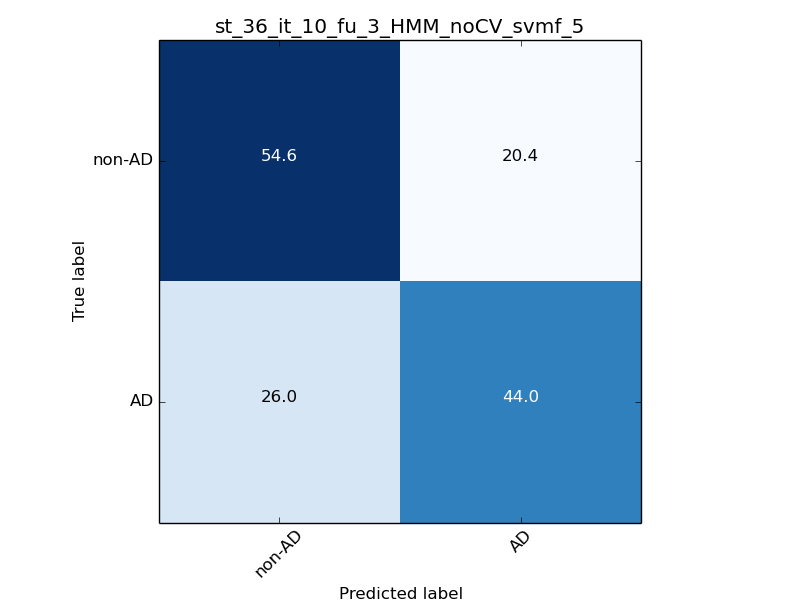 st_36_it_10_fu_3_HMM_noCV_svmf_5
non-AD
54.6
20.4
True label
AD
26.0
44.0
non-AD
AD
Predicted label